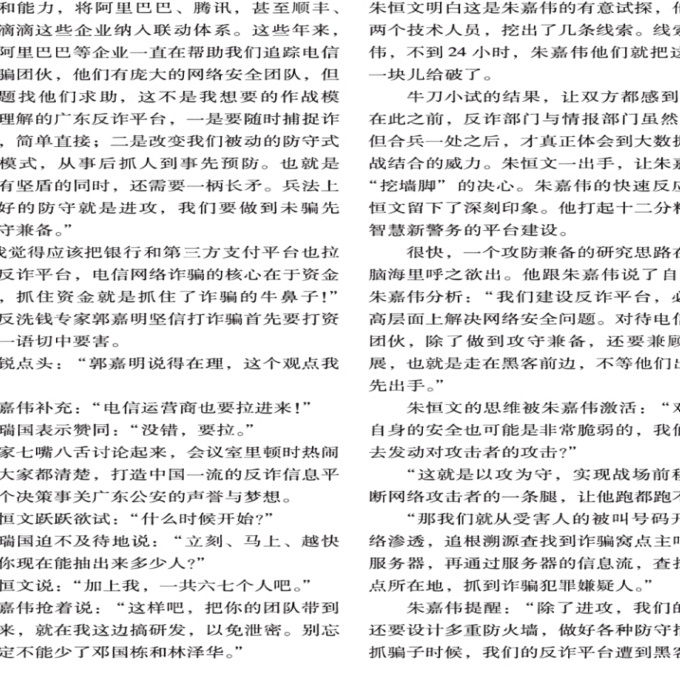 和能力，将阿里巴巴、腾讯，甚至顺丰、
滴滴这些企业纳入联动体系。这些年来，
阿里巴巴等企业一直在帮助我们追踪电信
骗团伙，他们有庞大的网络安全团队，但
题找他们求助，这不是我想要的作战模
理解的广东反诈平台，一是要随时捕捉诈
，简单直接；二是改变我们被动的防守式
模式，从事后抓人到事先预防。也就是
有坚盾的同时，还需要一柄长矛。兵法上
好的防守就是进攻，我们要做到未骗先
守兼备。”
我觉得应该把银行和第三方支付平台也拉
反诈平台，电信网络诈骗的核心在于资金
，抓住资金就是抓住了诈骗的牛鼻子！”
反洗钱专家郭嘉明坚信打诈骗首先要打资
一语切中要害。
锐点头：“郭嘉明说得在理，这个观点我
嘉伟补充：“电信运营商也要拉进来！”
瑞国表示赞同：“没错，要拉。”
家七嘴八舌讨论起来，会议室里顿时热闹
大家都清楚，打造中国一流的反诈信息平
个决策事关广东公安的声誉与梦想。
恒文跃跃欲试：“什么时候开始？”
瑞国迫不及待地说：“立刻、马上、越快
你现在能抽出来多少人？”
恒文说：“加上我，一共六七个人吧。”
嘉伟抢着说：“这样吧，把你的团队带到
来，就在我这边搞研发，以免泄密。别忘
定不能少了邓国栋和林泽华。”
朱恒文明白这是朱嘉伟的有意试探，他
两个技术人员，挖出了几条线索。线索
伟，不到 24 小时，朱嘉伟他们就把这
一块儿给破了。
牛刀小试的结果，让双方都感到
在此之前，反诈部门与情报部门虽然
但合兵一处之后，才真正体会到大数据
战结合的威力。朱恒文一出手，让朱嘉
“挖墙脚”的决心。朱嘉伟的快速反应
恒文留下了深刻印象。他打起十二分精
智慧新警务的平台建设。
很快，一个攻防兼备的研究思路在
脑海里呼之欲出。他跟朱嘉伟说了自
朱嘉伟分析：“我们建设反诈平台，必
高层面上解决网络安全问题。对待电信
团伙，除了做到攻守兼备，还要兼顾
展，也就是走在黑客前边，不等他们出
先出手。”
朱恒文的思维被朱嘉伟激活：“对
自身的安全也可能是非常脆弱的，我们
去发动对攻击者的攻击？”
“这就是以攻为守，实现战场前移
断网络攻击者的一条腿，让他跑都跑不
“那我们就从受害人的被叫号码开
络渗透，追根溯源查找到诈骗窝点主叫
服务器，再通过服务器的信息流，查找
点所在地，抓到诈骗犯罪嫌疑人。”
朱嘉伟提醒：“除了进攻，我们的
还要设计多重防火墙，做好各种防守措
抓骗子时候，我们的反诈平台遭到黑客